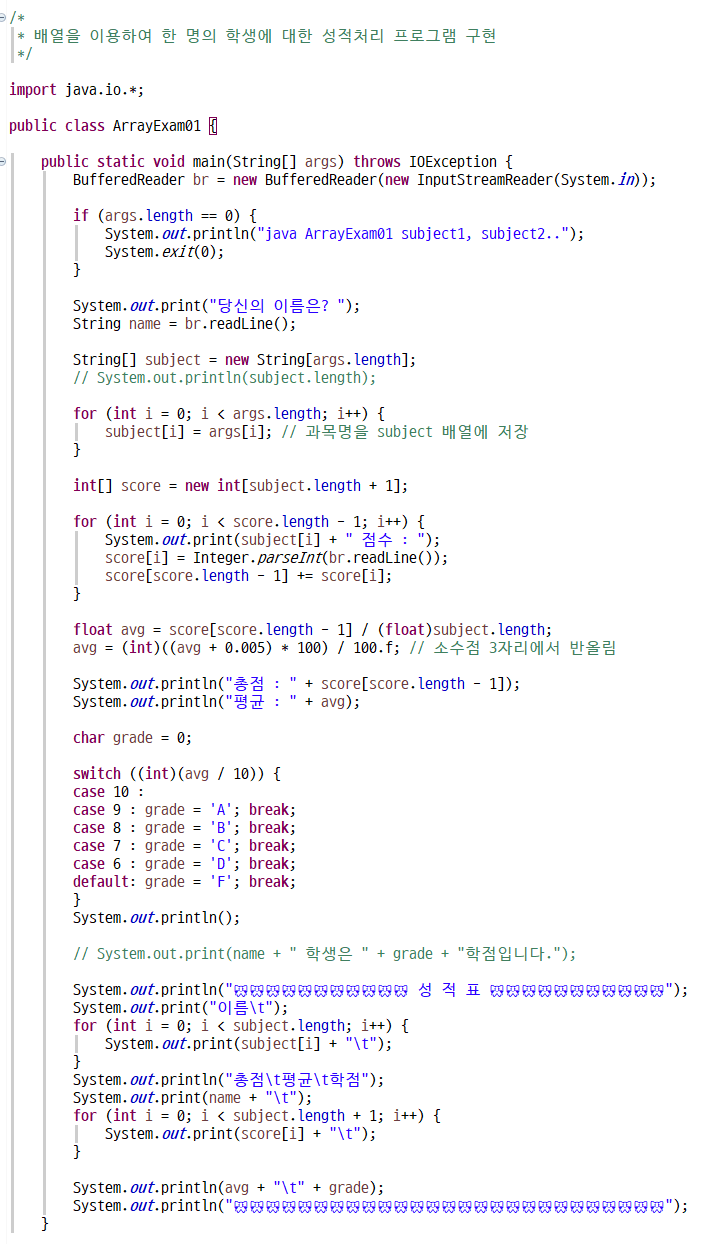 /*
 * 배열을 이용하여 한 명의 학생에 대한 성적처리 프로그램 구현
 */
import java.io.*;
public class ArrayExam01 {
    public static void main(String[] args) throws IOException {
        BufferedReader br = new BufferedReader(new InputStreamReader(System.in));
        if (args.length == 0) {
            System.out.println("java ArrayExam01 subject1, subject2..");
            System.exit(0);
        }
        System.out.print("당신의 이름은? ");
        String name = br.readLine();
        String[] subject = new String[args.length];
        // System.out.println(subject.length);
        for (int i = 0; i < args.length; i++) {
            subject[i] = args[i]; // 과목명을 subject 배열에 저장
        }
        int[] score = new int[subject.length + 1];
        for (int i = 0; i < score.length - 1; i++) {
            System.out.print(subject[i] + " 점수 : ");
            score[i] = Integer.parseInt(br.readLine());
            score[score.length - 1] += score[i];
        }
        float avg = score[score.length - 1] / (float)subject.length;
        avg = (int)((avg + 0.005) * 100) / 100.f; // 소수점 3자리에서 반올림
        System.out.println("총점 : " + score[score.length - 1]);
        System.out.println("평균 : " + avg);
        char grade = 0;
        switch ((int)(avg / 10)) {
        case 10 :
        case 9 : grade = 'A'; break;
        case 8 : grade = 'B'; break;
        case 7 : grade = 'C'; break;
        case 6 : grade = 'D'; break;
        default: grade = 'F'; break;
        }
        System.out.println();
        // System.out.print(name + " 학생은 " + grade + "학점입니다.");
        System.out.println(" 성 적 표 ");
        System.out.print("이름\t");
        for (int i = 0; i < subject.length; i++) {
            System.out.print(subject[i] + "\t");
        }
        System.out.println("총점\t평균\t학점");
        System.out.print(name + "\t");
        for (int i = 0; i < subject.length + 1; i++) {
            System.out.print(score[i] + "\t");
        }
        System.out.println(avg + "\t" + grade);
        System.out.println("");
    }